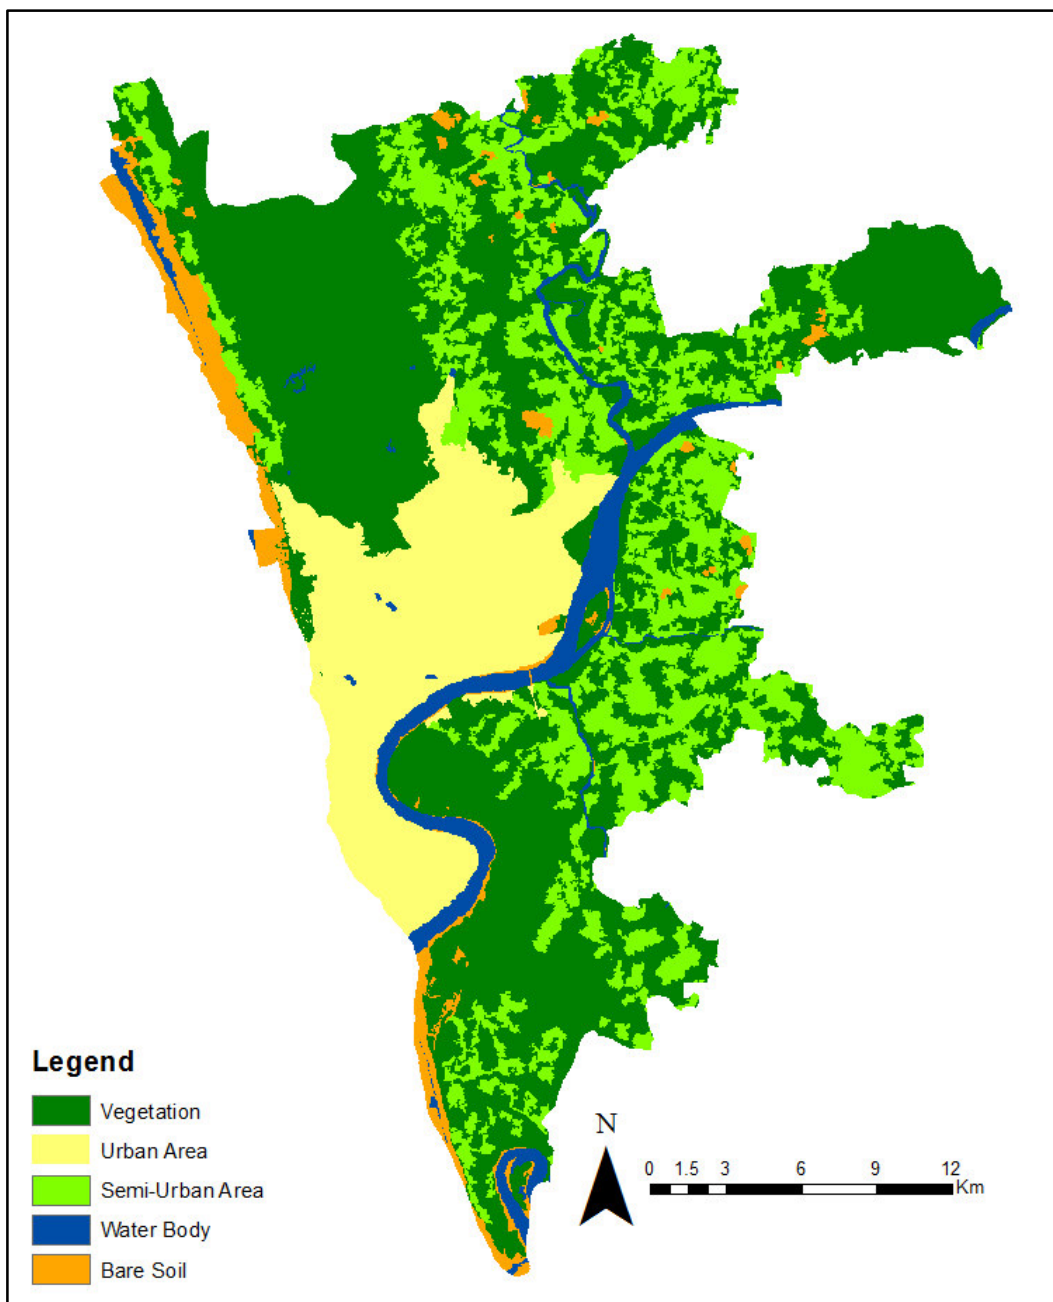 Legend
Vegetation
Urban Area
Semi-Urban Area
Water Body
Bare Soil
N
0 1.5 3 6 9 12
Km